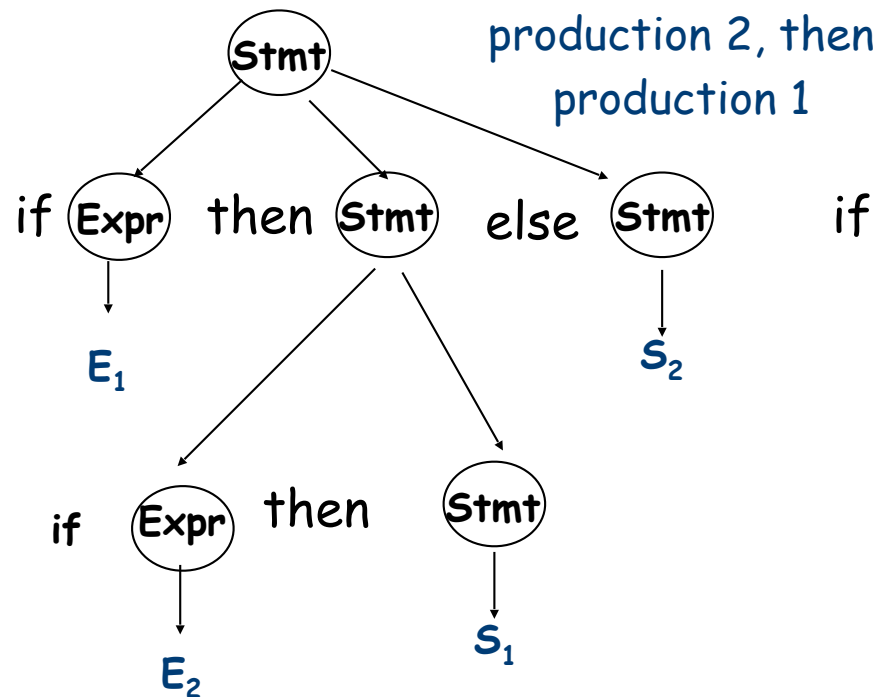 Stmt
production 2, then
production 1
if Expr then Stmt else Stmt if
E₁
S₂
if Expr then Stmt
E₂
S₁